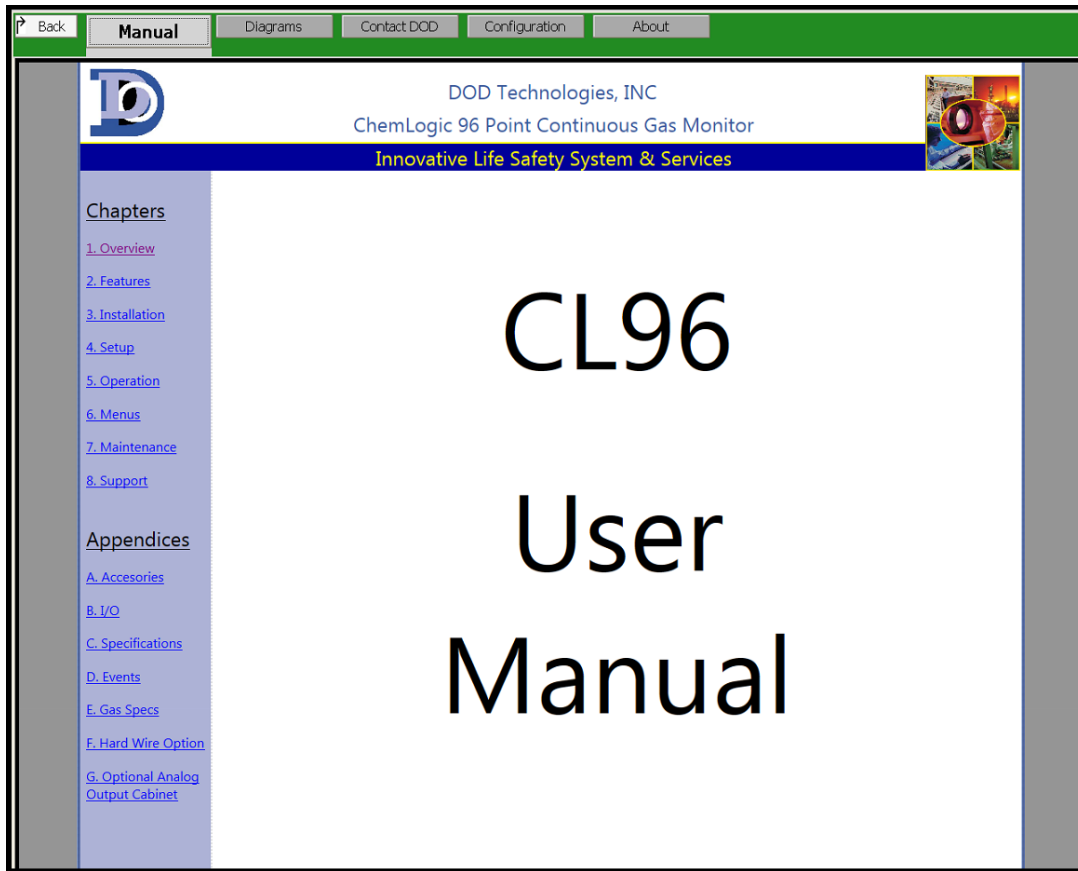 Back
Manual
Diagrams
Contact DOD
Configuration
About
DOD Technologies, INC
ChemLogic 96 Point Continuous Gas Monitor
Innovative Life Safety System & Services
Chapters
1. Overview
2. Features
3. Installation
4. Setup
5. Operation
6. Menus
7. Maintenance
8. Support
Appendices
A. Accesories
B. I/O
C. Specifications
D. Events
E. Gas Specs
F. Hard Wire Option
G. Optional Analog
Output Cabinet
CL96
User
Manual